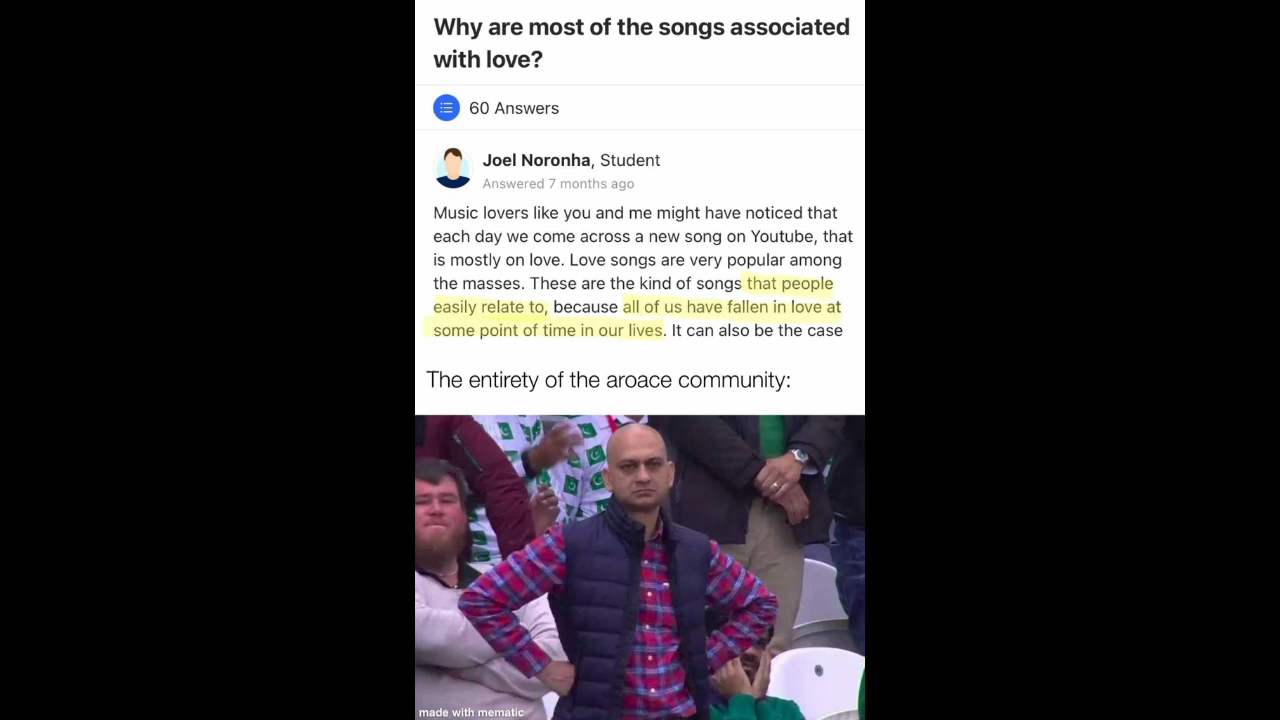 Why are most of the songs associated
with love?
60 Answers
Joel Noronha, Student
Answered 7 months ago
Music lovers like you and me might have noticed that
each day we come across a new song on Youtube, that
is mostly on love. Love songs are very popular among
the masses. These are the kind of songs that people
easily relate to, because all of us have fallen in love at
some point of time in our lives. It can also be the case
The entirety of the aroace community:
made with mematic